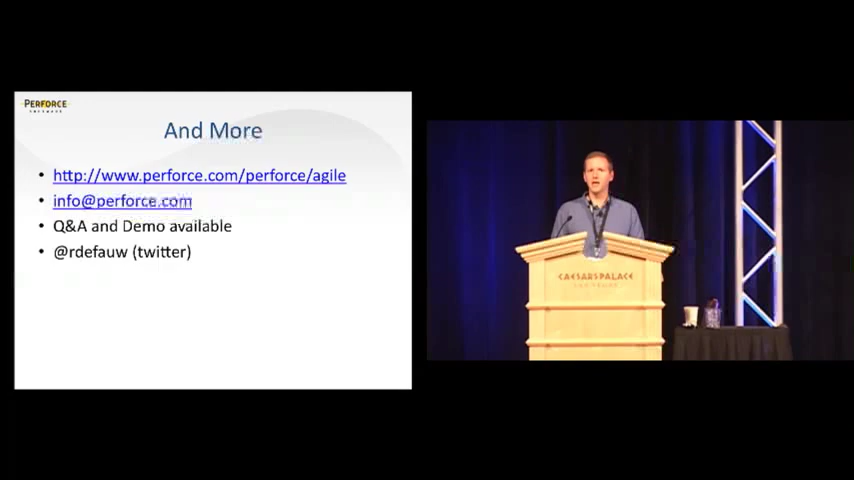 PERFORCE
SOFTWARE
And More
http://www.perforce.com/perforce/agile
info@perforce.com
Q&A and Demo available
@rdefauw (twitter)
CAESARS PALACE